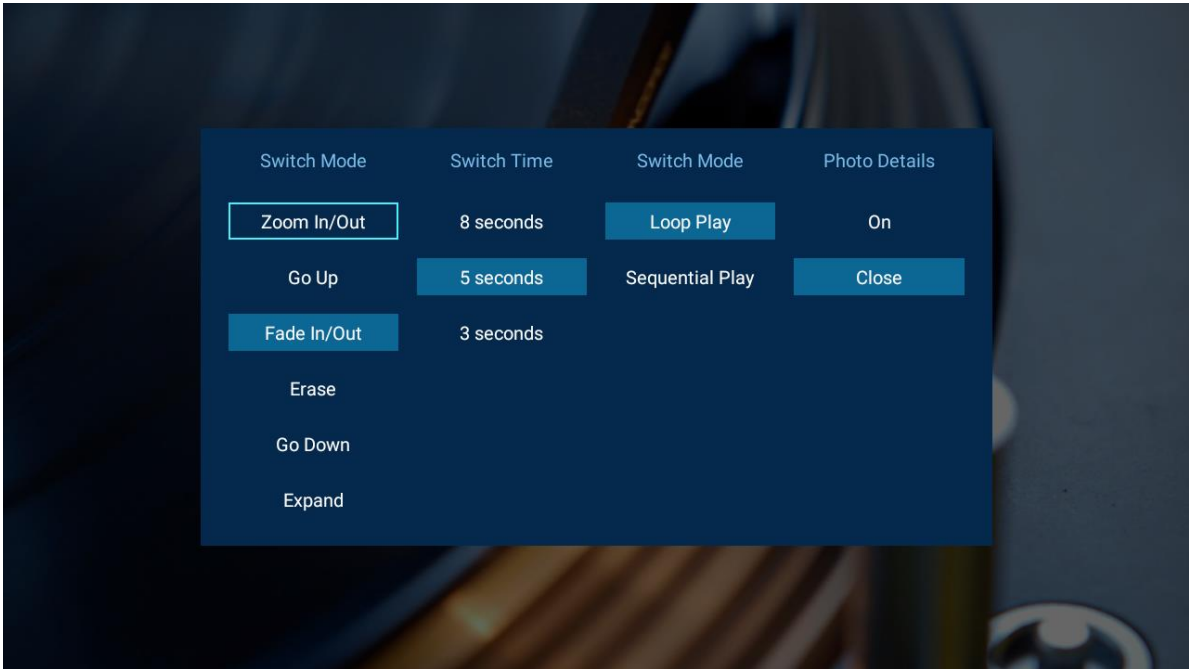 Switch Mode Switch Time Switch Mode Photo Details
Zoom In/Out 8 seconds Loop Play On
Go Up 5 seconds Sequential Play Close
Fade In/Out 3 seconds
Erase
Go Down
Expand